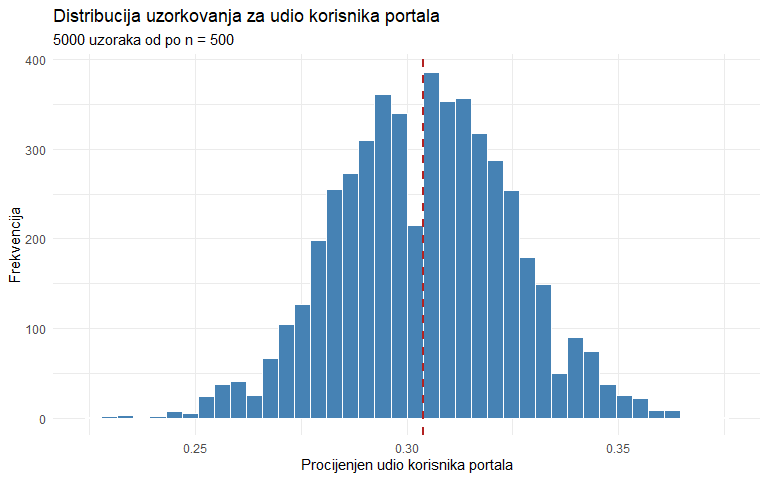 Distribucija uzorkovanja za udio korisnika portala
5000 uzoraka od po n = 500
400
300
200
100
0
Frekvencija
0.25
0.30
0.35
Procijenjen udio korisnika portala